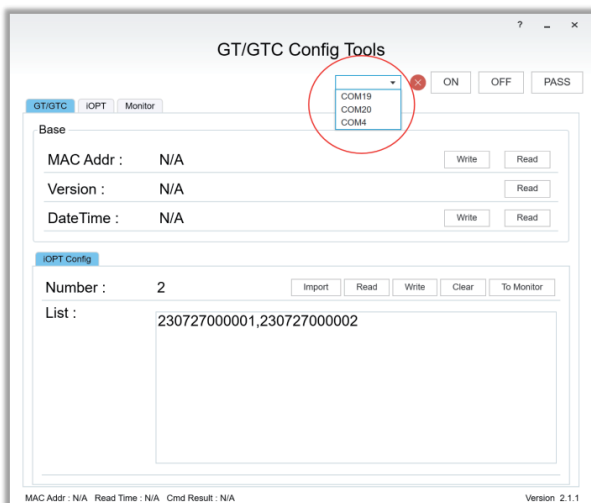 ? – ×
GT/GTC Config Tools
ON OFF PASS
COM19
COM20
COM4
GT/GTC iOPT Monitor
Base
MAC Addr : N/A Write Read
Version : N/A Read
DateTime : N/A Write Read
iOPT Config
Number : 2 Import Read Write Clear To Monitor
List :
230727000001,230727000002
MAC Addr : N/A Read Time : N/A Cmd Result : N/A Version 2.1.1